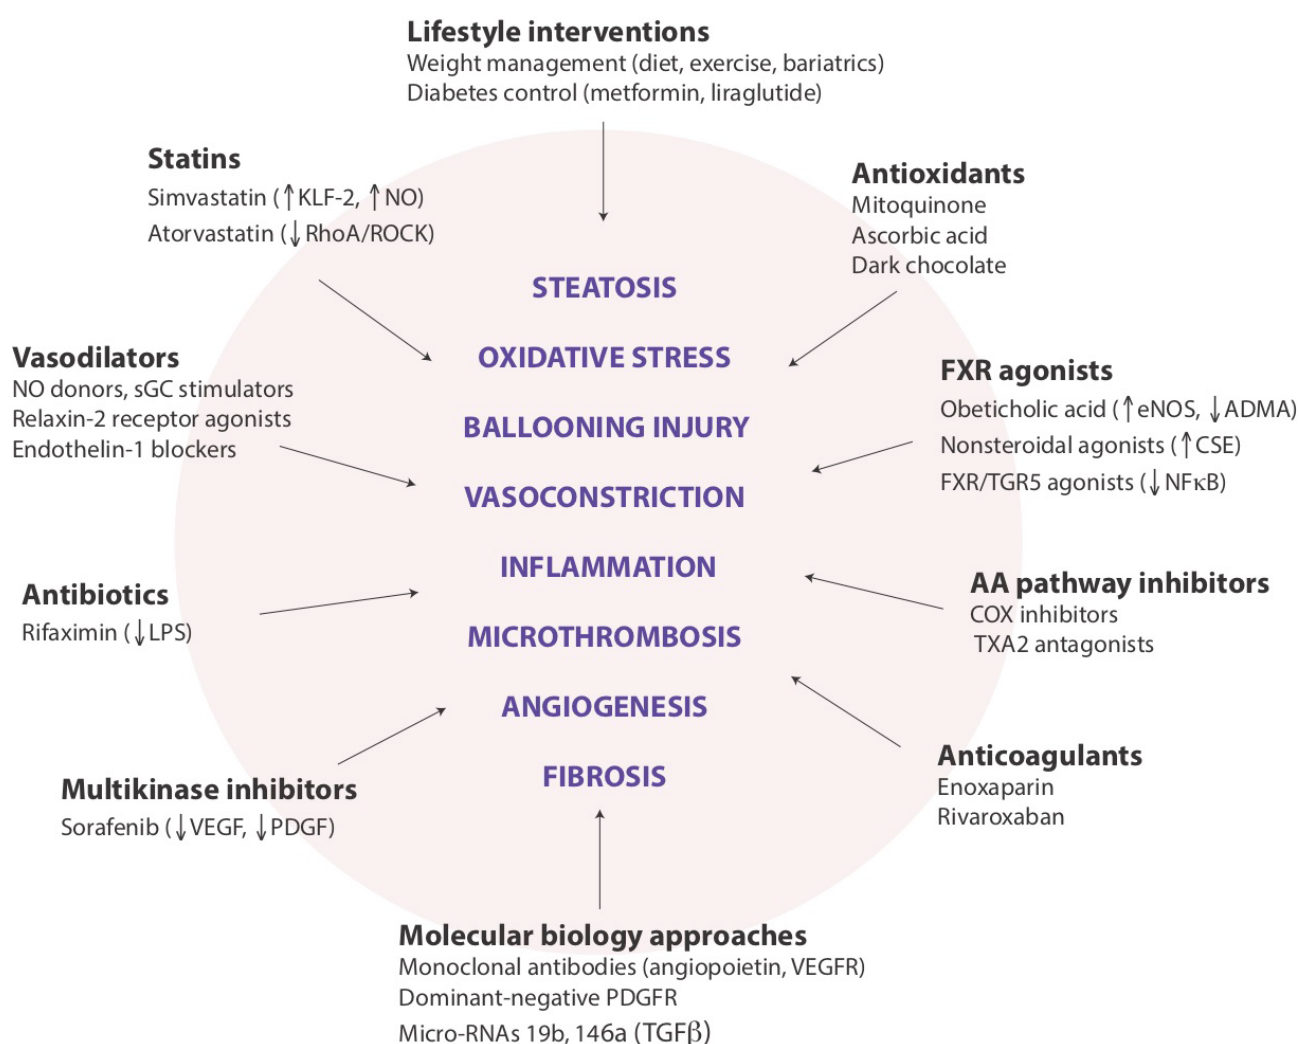 Lifestyle interventions
Weight management (diet, exercise, bariatrics)
Diabetes control (metformin, liraglutide)
Statins
Simvastatin (↑KLF-2, ↑NO)
Atorvastatin (↓RhoA/ROCK)
Antioxidants
Mitoquinone
Ascorbic acid
Dark chocolate
Vasodilators
NO donors, sGC stimulators
Relaxin-2 receptor agonists
Endothelin-1 blockers
FXR agonists
Obeticholic acid (↑eNOS, ↓ADMA)
Nonsteroidal agonists (↑CSE)
FXR/TGR5 agonists (↓NFκB)
STEATOSIS
OXIDATIVE STRESS
BALLOONING INJURY
VASOCONSTRICTION
INFLAMMATION
MICROTHROMBOSIS
ANGIOGENESIS
FIBROSIS
Antibiotics
Rifaximin (↓LPS)
AA pathway inhibitors
COX inhibitors
TXA2 antagonists
Multikinase inhibitors
Sorafenib (↓VEGF, ↓PDGF)
Anticoagulants
Enoxaparin
Rivaroxaban
Molecular biology approaches
Monoclonal antibodies (angiopoietin, VEGFR)
Dominant-negative PDGFR
Micro-RNAs 19b, 146a (TGFβ)